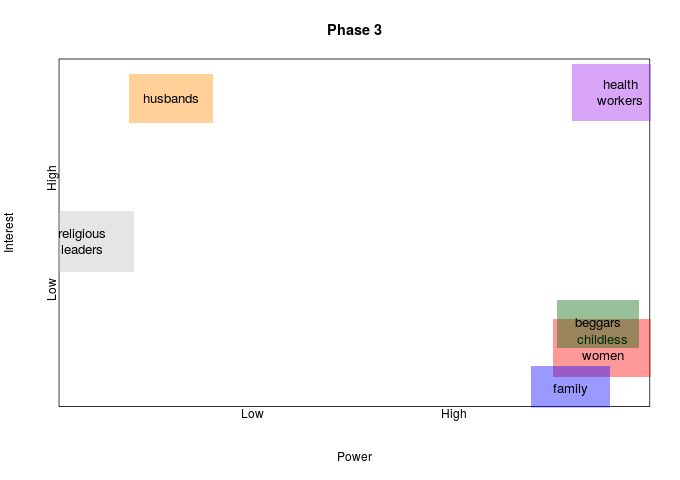 Phase 3
husbands
health
workers
High
Interest
religious
leaders
Low
beggars
childless
women
family
Low
High
Power